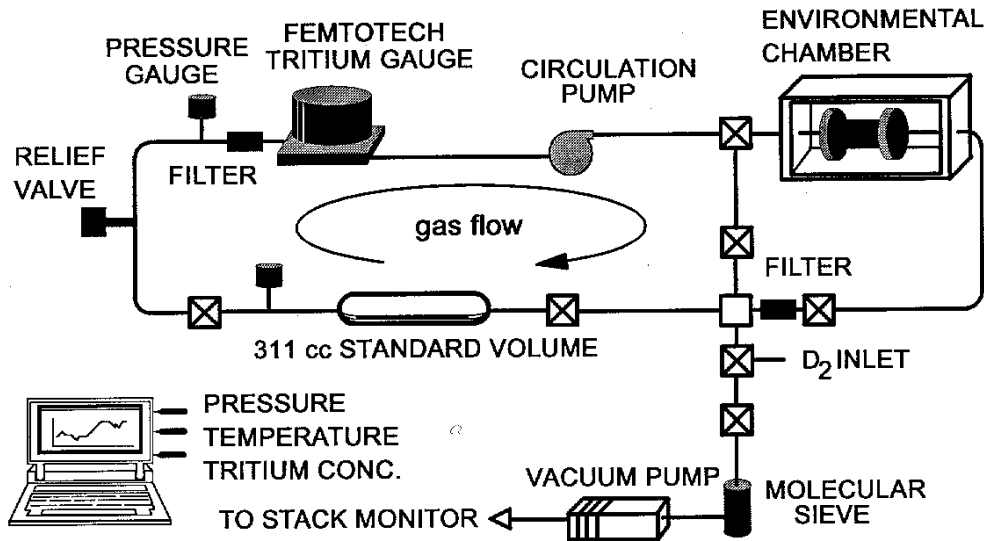 FEMTOTECH
TRITIUM GAUGE
PRESSURE
GAUGE
CIRCULATION
PUMP
ENVIRONMENTAL
CHAMBER
RELIEF
VALVE
FILTER
gas flow
FILTER
311 cc STANDARD VOLUME
D2 INLET
PRESSURE
TEMPERATURE
TRITIUM CONC.
VACUUM PUMP
MOLECULAR
SIEVE
TO STACK MONITOR